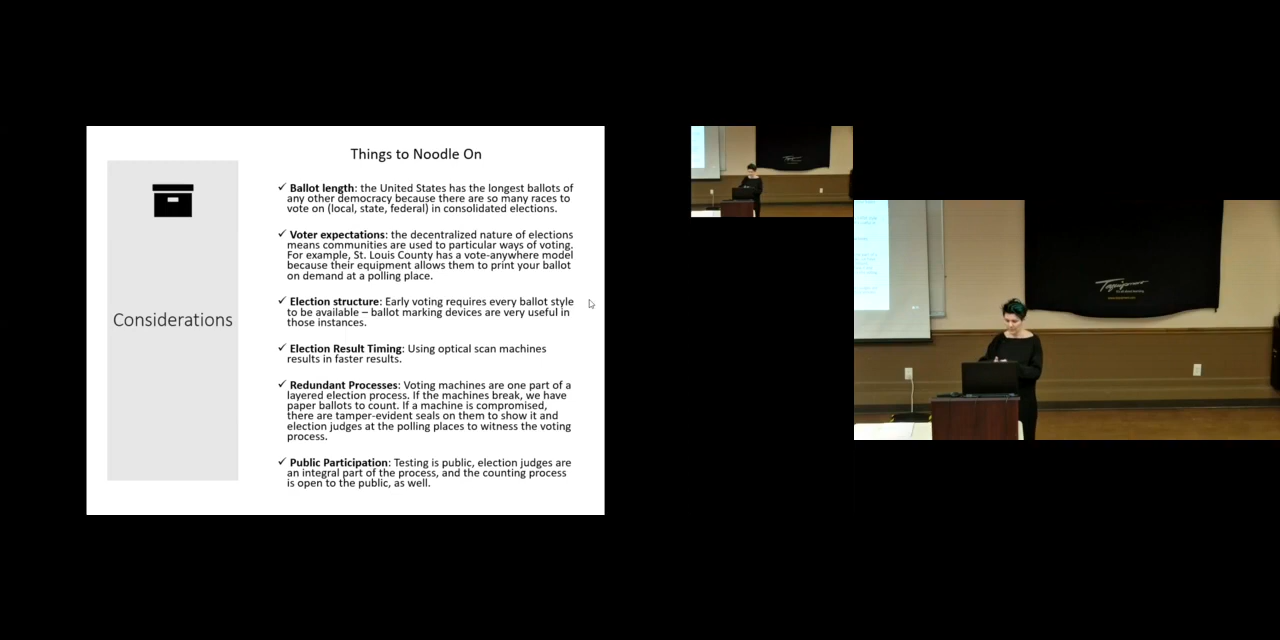 Things to Noodle On
Considerations
✓ Ballot length: the United States has the longest ballots of
any other democracy because there are so many races to
vote on (local, state, federal) in consolidated elections.
✓ Voter expectations: the decentralized nature of elections
means communities are used to particular ways of voting.
For example, St. Louis County has a vote-anywhere model
because their equipment allows them to print your ballot
on demand at a polling place.
✓ Election structure: Early voting requires every ballot style
to be available – ballot marking devices are very useful in
those instances.
✓ Election Result Timing: Using optical scan machines
results in faster results.
✓ Redundant Processes: Voting machines are one part of a
layered election process. If the machines break, we have
paper ballots to count. If a machine is compromised,
there are tamper-evident seals on them to show it and
election judges at the polling places to witness the voting
process.
✓ Public Participation: Testing is public, election judges are
an integral part of the process, and the counting process
is open to the public, as well.